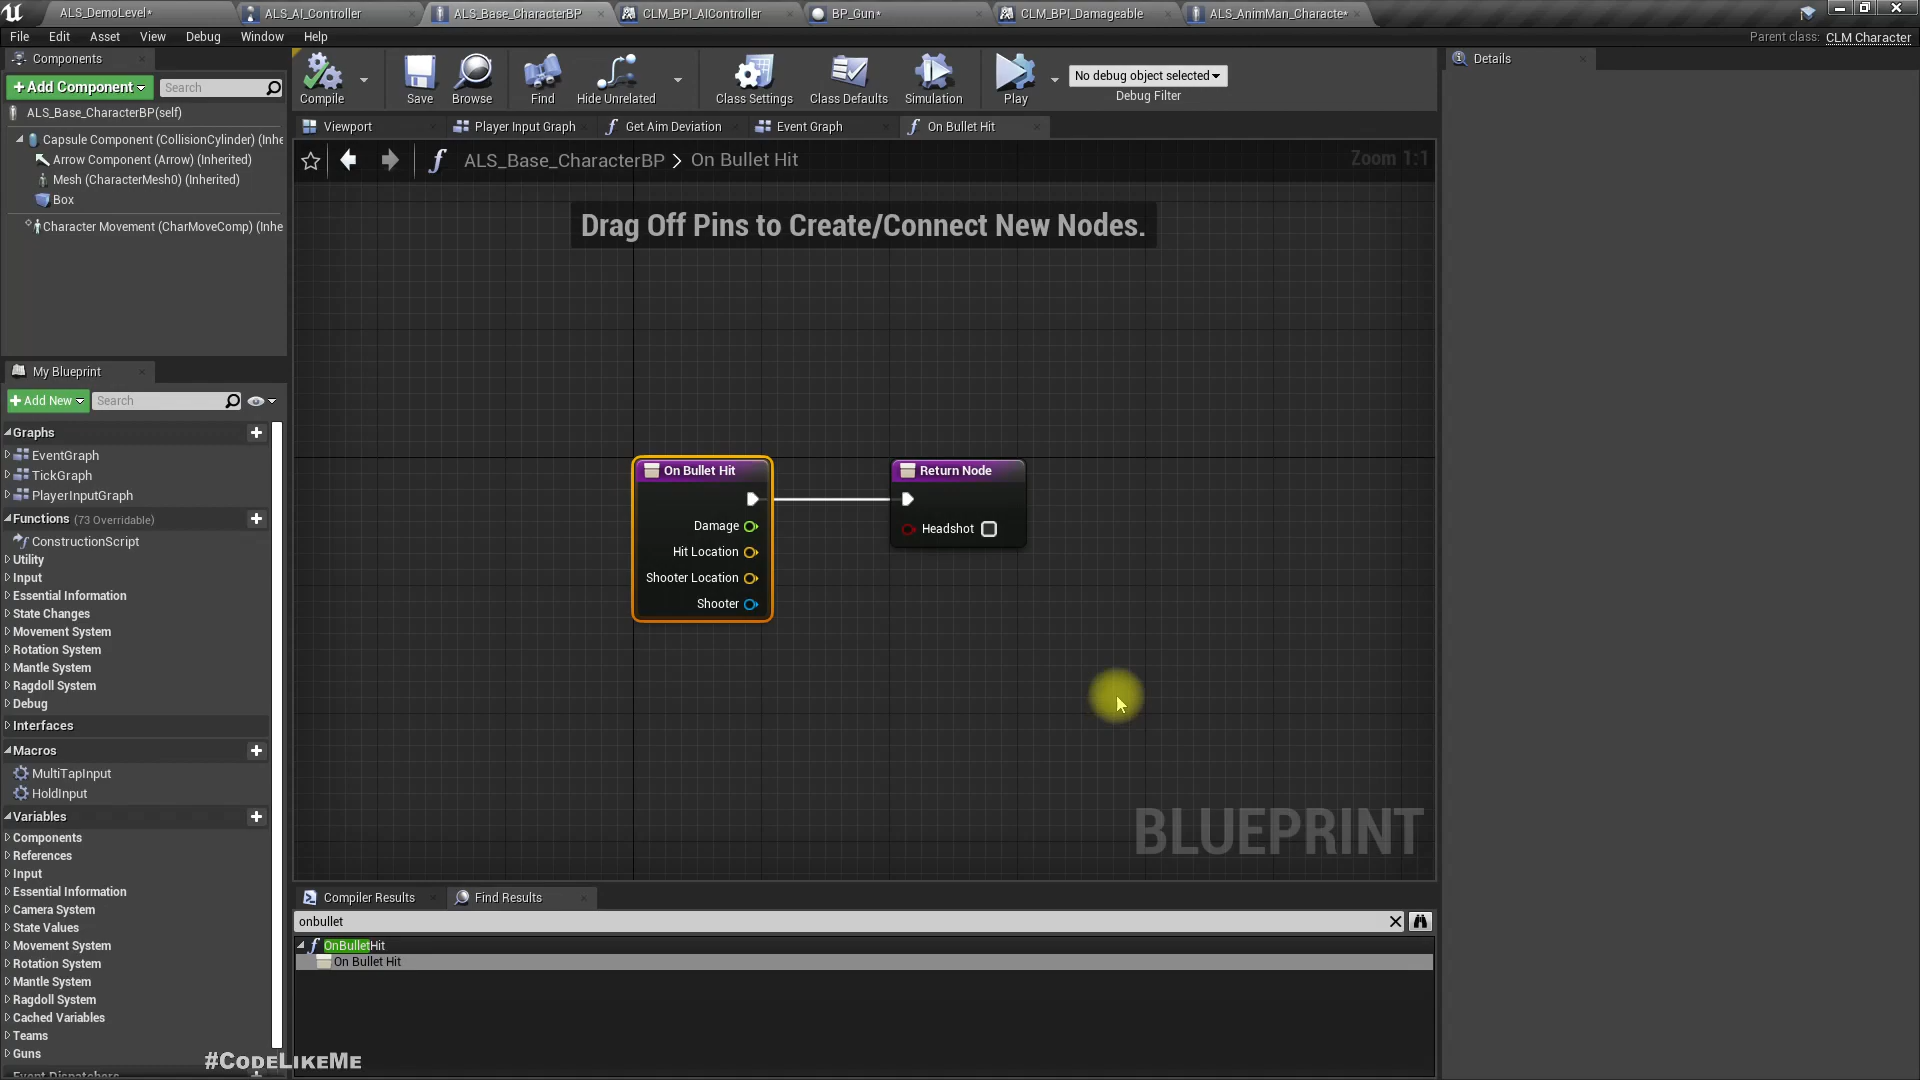 ALS_DemoLevel*
ALS_AI_Controller
ALS_Base_CharacterBP
CLM_BPI_AIController
BP_Gun*
CLM_BPI_Damageable
ALS_AnimMan_Characte*
File
Edit
Asset
View
Debug
Window
Help
Parent class: CLM Character
Components
+Add Component
Search
ALS_Base_CharacterBP(self)
Capsule Component (CollisionCylinder) (Inhe
Arrow Component (Arrow) (Inherited)
Mesh (CharacterMesh0) (Inherited)
Box
Character Movement (CharMoveComp) (Inhe
Compile
Save
Browse
Find
Hide Unrelated
Class Settings
Class Defaults
Simulation
Play
No debug object selected
Debug Filter
Details
Viewport
Player Input Graph
Get Aim Deviation
Event Graph
On Bullet Hit
ALS_Base_CharacterBP > On Bullet Hit
Zoom 1:1
Drag Off Pins to Create/Connect New Nodes.
On Bullet Hit
Damage
Hit Location
Shooter Location
Shooter
Return Node
Headshot
BLUEPRINT
My Blueprint
+Add New
Search
Graphs
EventGraph
TickGraph
PlayerInputGraph
Functions (73 Overridable)
ConstructionScript
Utility
Input
Essential Information
State Changes
Movement System
Rotation System
Mantle System
Ragdoll System
Debug
Interfaces
Macros
MultiTapInput
HoldInput
Variables
Components
References
Input
Essential Information
Camera System
State Values
Movement System
Rotation System
Mantle System
Ragdoll System
Cached Variables
Teams
Guns
Event Dispatchers
Compiler Results
Find Results
onbullet
OnBulletHit
On Bullet Hit
#CodeLikeMe